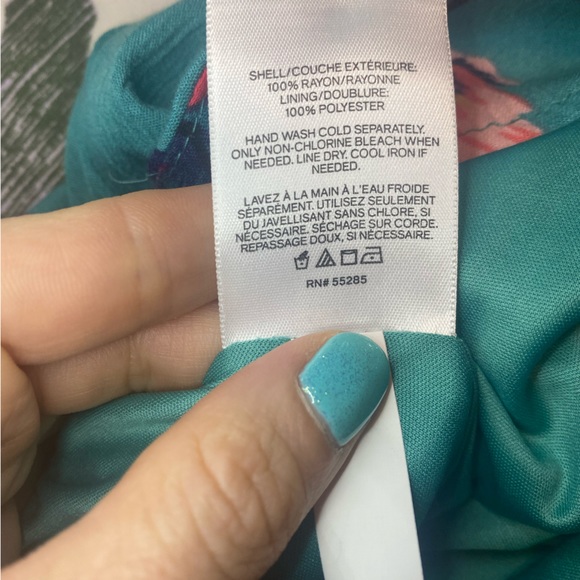 SHELL/COUCHE EXTÉRIEURE:
100% RAYON/RAYONNE
LINING/DOUBLURE:
100% POLYESTER
HAND WASH COLD SEPARATELY.
ONLY NON-CHLORINE BLEACH WHEN
NEEDED. LINE DRY. COOL IRON IF
NEEDED.
LAVEZ À LA MAIN À L'EAU FROIDE
SÉPARÉMENT. UTILISEZ SEULEMENT
DU JAVELLISANT SANS CHLORE, SI
NÉCESSAIRE. SÉCHAGE SUR CORDE.
REPASSAGE DOUX, SI NÉCESSAIRE.
RN# 55285